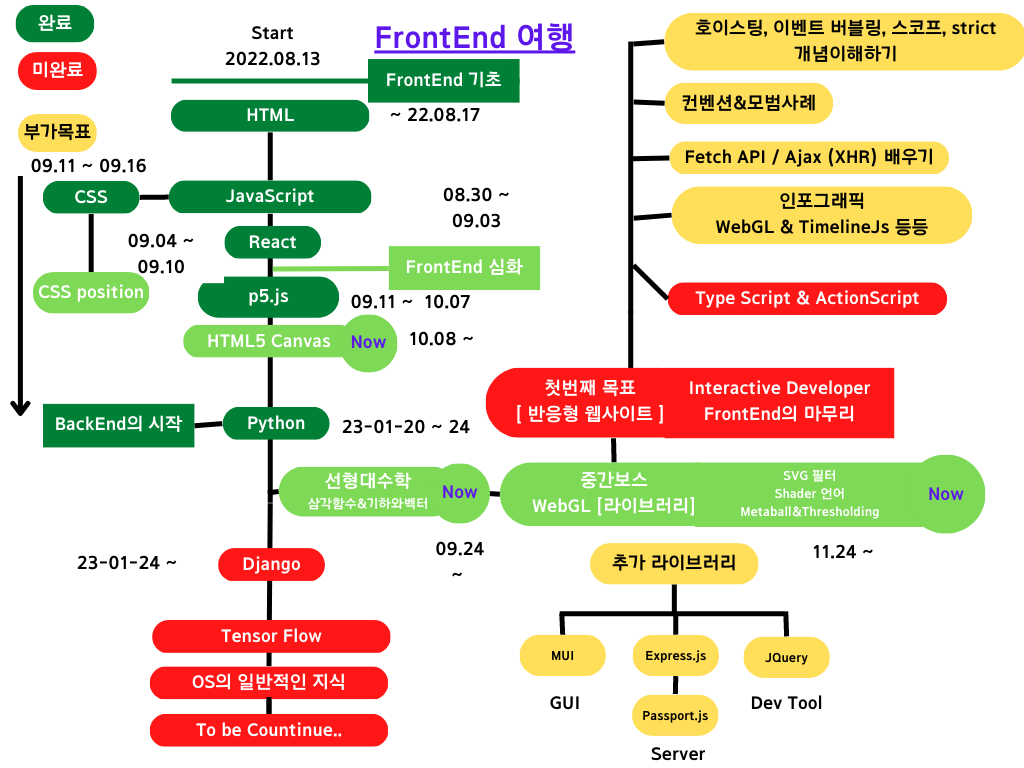 완료
미완료
부가목표
Start
2022.08.13
FrontEnd 여행
FrontEnd 기초
HTML
~ 22.08.17
09.11 ~ 09.16
CSS
JavaScript
08.30 ~
09.03
React
09.04 ~
09.10
FrontEnd 심화
CSS position
p5.js
09.11 ~ 10.07
HTML5 Canvas
Now
10.08 ~
BackEnd의 시작
Python
23-01-20 ~ 24
선형대수학
삼각함수&기하와벡터
Now
09.24
~
23-01-24 ~
Django
Tensor Flow
OS의 일반적인 지식
To be Countinue..
호이스팅, 이벤트 버블링, 스코프, strict
개념이해하기
컨벤션&모범사례
Fetch API / Ajax (XHR) 배우기
인포그래픽
WebGL & TimelineJs 등등
Type Script & ActionScript
첫번째 목표
[ 반응형 웹사이트 ]
Interactive Developer
FrontEnd의 마무리
중간보스
WebGL [라이브러리]
SVG 필터
Shader 언어
Metaball&Thresholding
Now
11.24 ~
추가 라이브러리
MUI
GUI
Express.js
Passport.js
Server
JQuery
Dev Tool